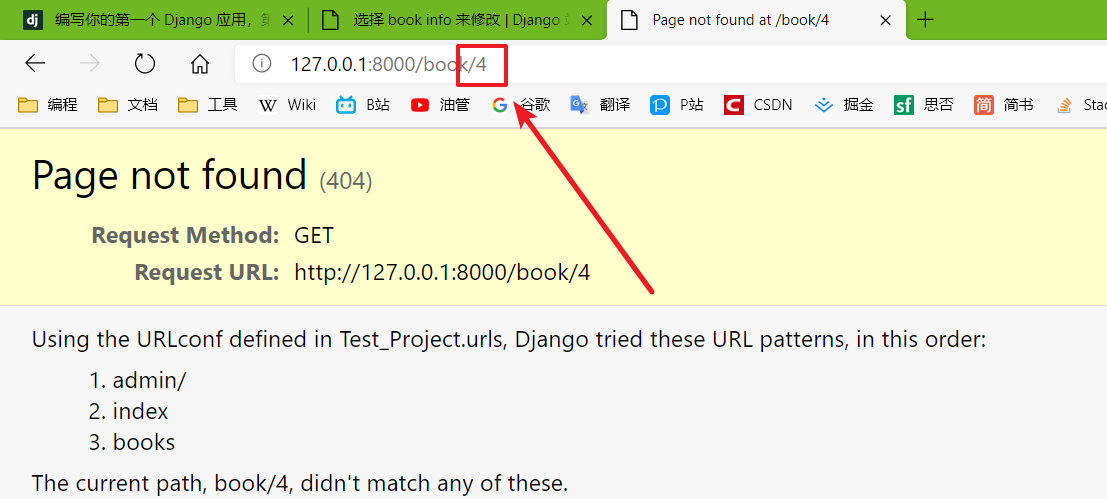 dj 编写你的第一个 Django 应用，第
选择 book info 来修改 | Django 
Page not found at /book/4
127.0.0.1:8000/book/4
编程 文档 工具 W Wiki B站 油管 G 谷歌 翻译 P P站 C CSDN 掘金 sf 思否 简 简书 Stac
Page not found (404)
Request Method: GET
Request URL: http://127.0.0.1:8000/book/4
Using the URLconf defined in Test_Project.urls, Django tried these URL patterns, in this order:
1. admin/
2. index
3. books
The current path, book/4, didn't match any of these.